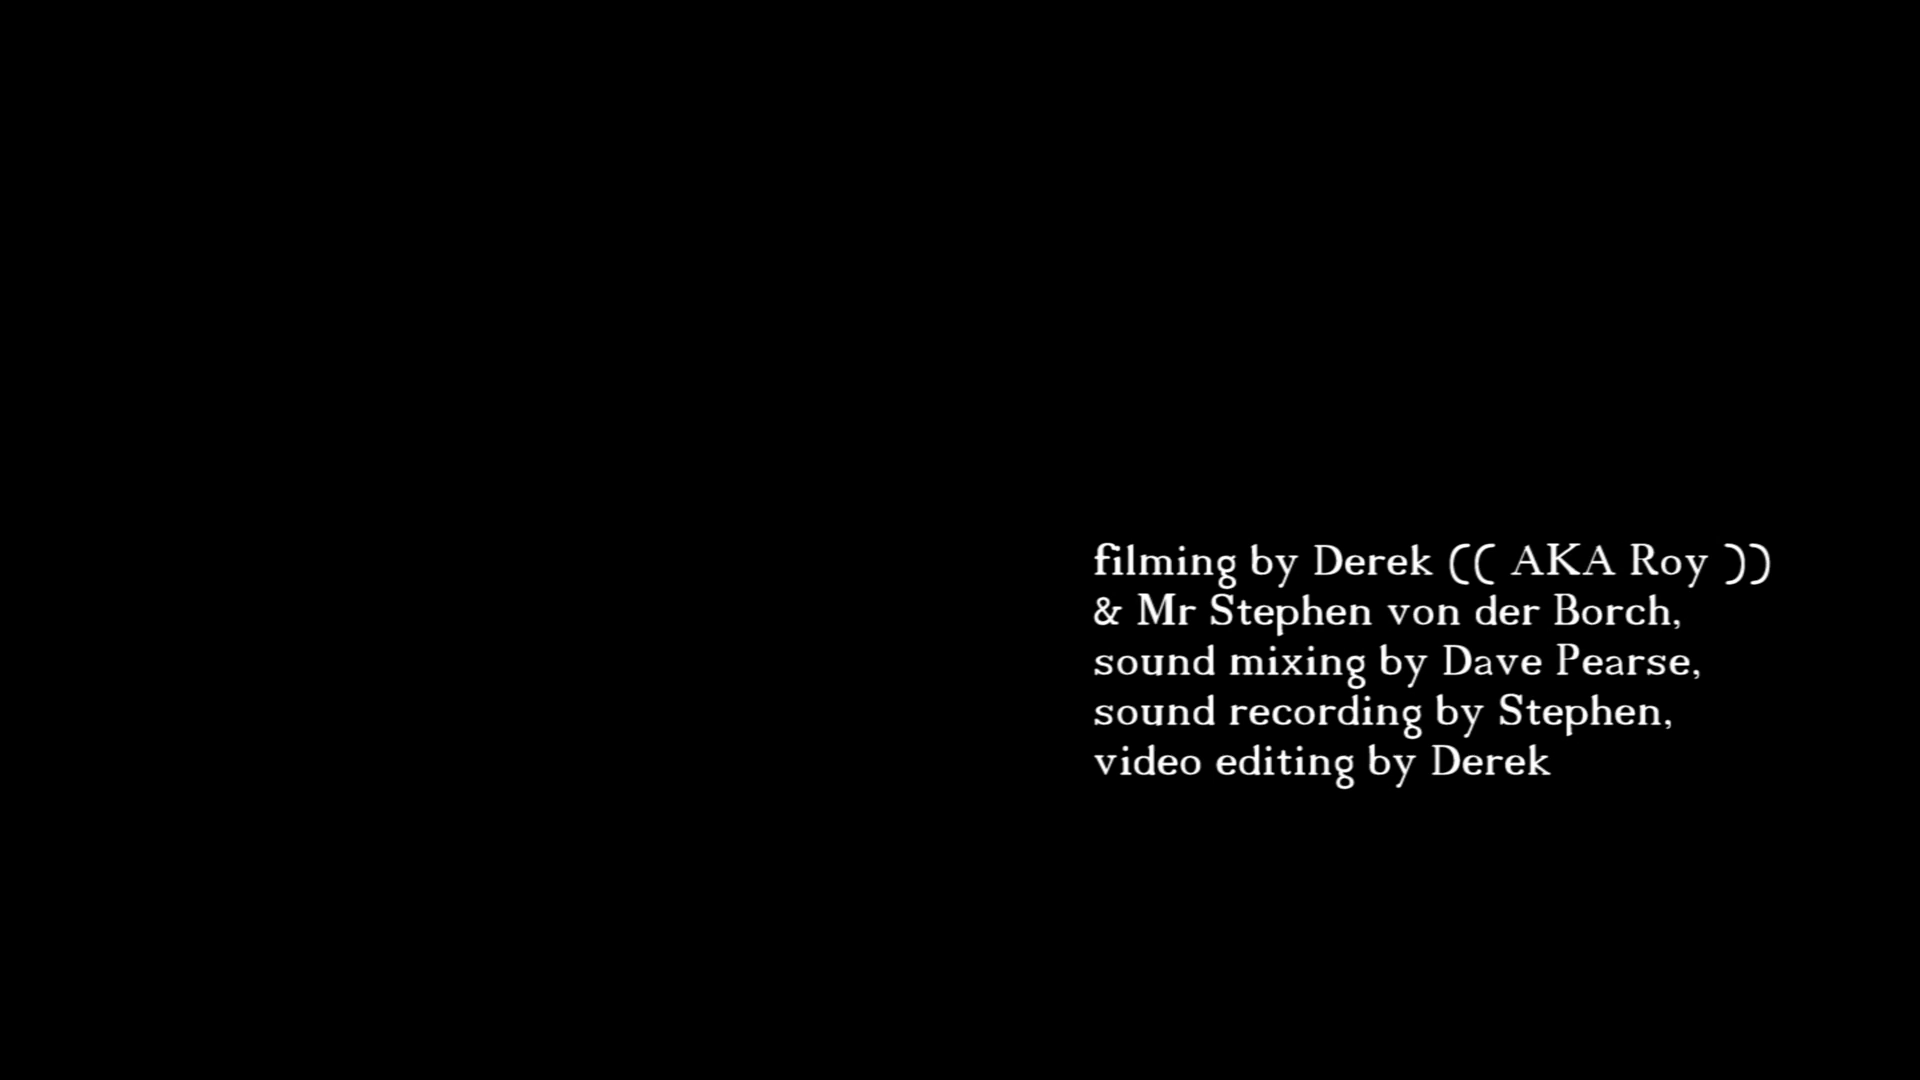 filming by Derek (( AKA Roy ))
& Mr Stephen von der Borch,
sound mixing by Dave Pearse,
sound recording by Stephen,
video editing by Derek